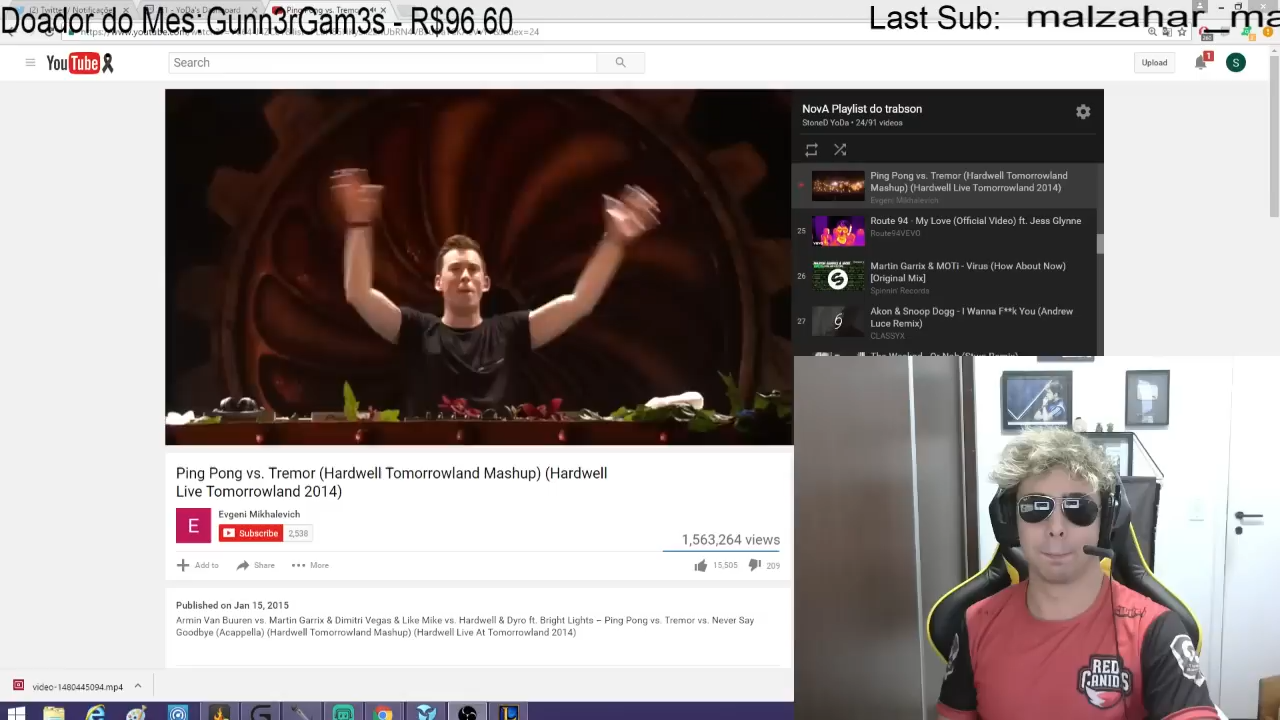 Doador do Mes: Gunn3rGam3s - R$96.60
Last Sub: malzahar_ma
YouTube
Search
Upload
1
S
NovA Playlist do trabson
StoneD YoDa • 24/91 videos
Ping Pong vs. Tremor (Hardwell Tomorrowland
Mashup) (Hardwell Live Tomorrowland 2014)
Evgeni Mikhalevich
25
Route 94 - My Love (Official Video) ft. Jess Glynne
Route94VEVO
26
Martin Garrix & MOTi - Virus (How About Now)
[Original Mix]
Spinnin' Records
27
Akon & Snoop Dogg - I Wanna F**k You (Andrew
Luce Remix)
CLASSYX
Ping Pong vs. Tremor (Hardwell Tomorrowland Mashup) (Hardwell
Live Tomorrowland 2014)
E
Evgeni Mikhalevich
Subscribe 2,538
1,563,264 views
Add to Share More
15,505 209
Published on Jan 15, 2015
Armin Van Buuren vs. Martin Garrix & Dimitri Vegas & Like Mike vs. Hardwell & Dyro ft. Bright Lights – Ping Pong vs. Tremor vs. Never Say
Goodbye (Acappella) (Hardwell Tomorrowland Mashup) (Hardwell Live At Tomorrowland 2014)
video-1480445094.mp4
RED
CANIDS